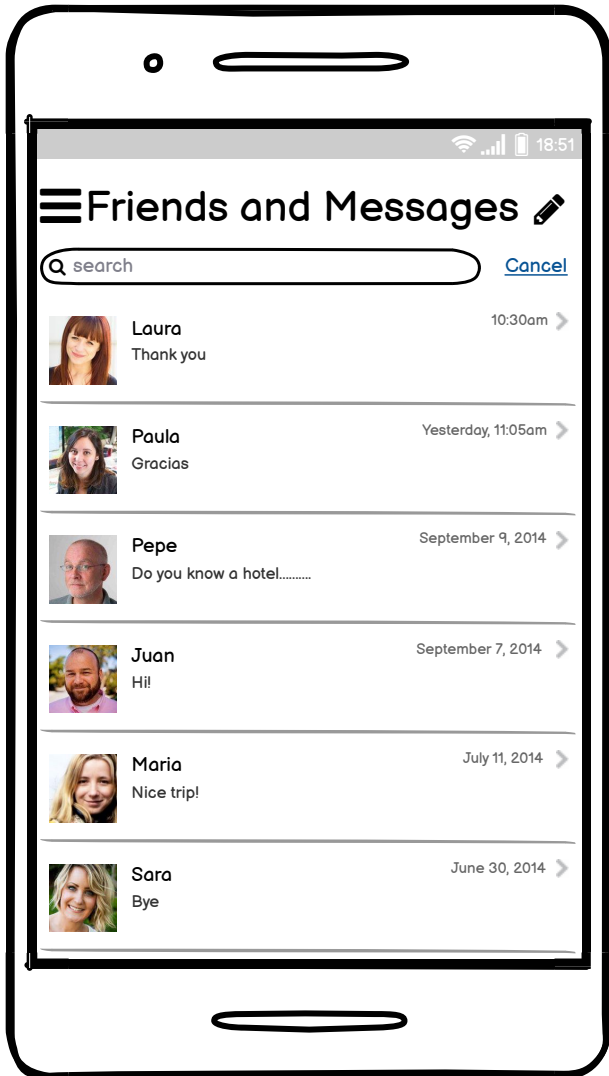 18:51
Friends and Messages
search
Cancel
Laura
10:30am
Thank you
Paula
Yesterday, 11:05am
Gracias
Pepe
September 9, 2014
Do you know a hotel..........
Juan
September 7, 2014
Hi!
Maria
July 11, 2014
Nice trip!
Sara
June 30, 2014
Bye